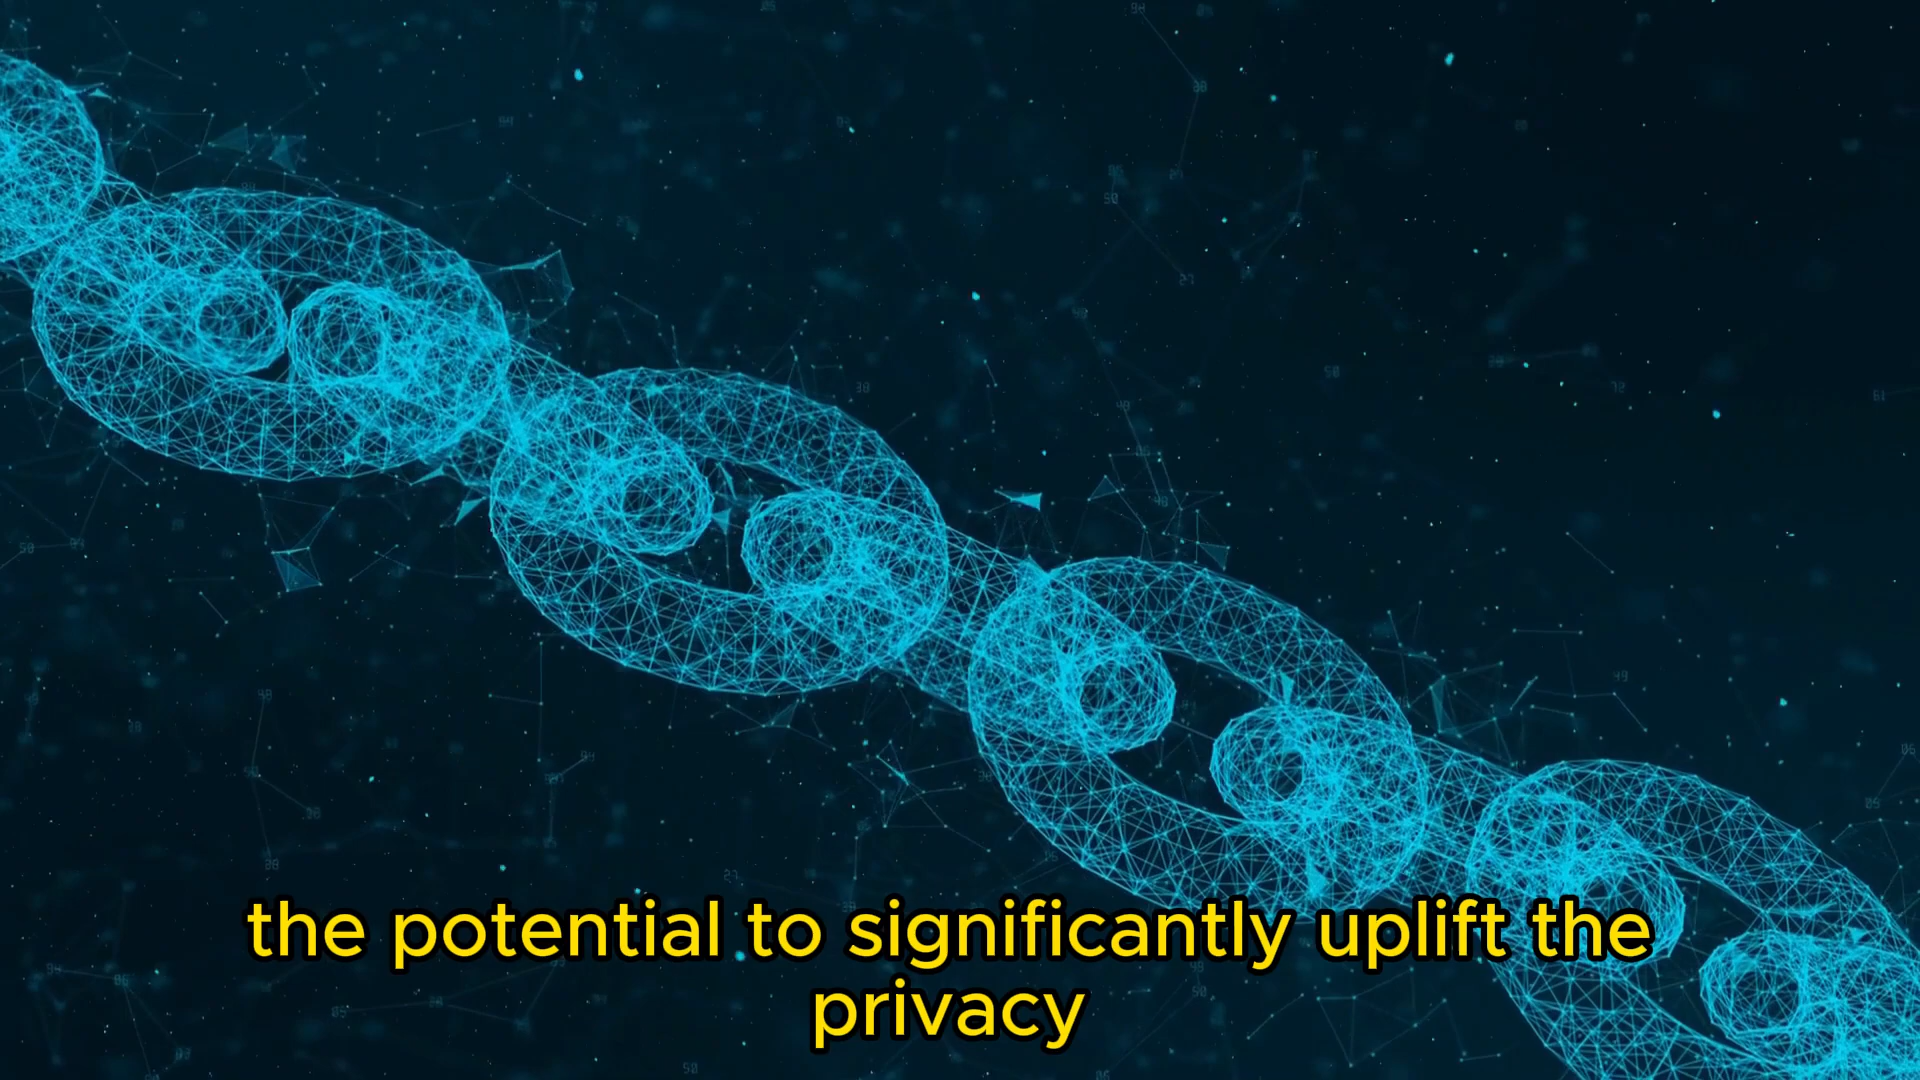 the potential to significantly uplift the
privacy